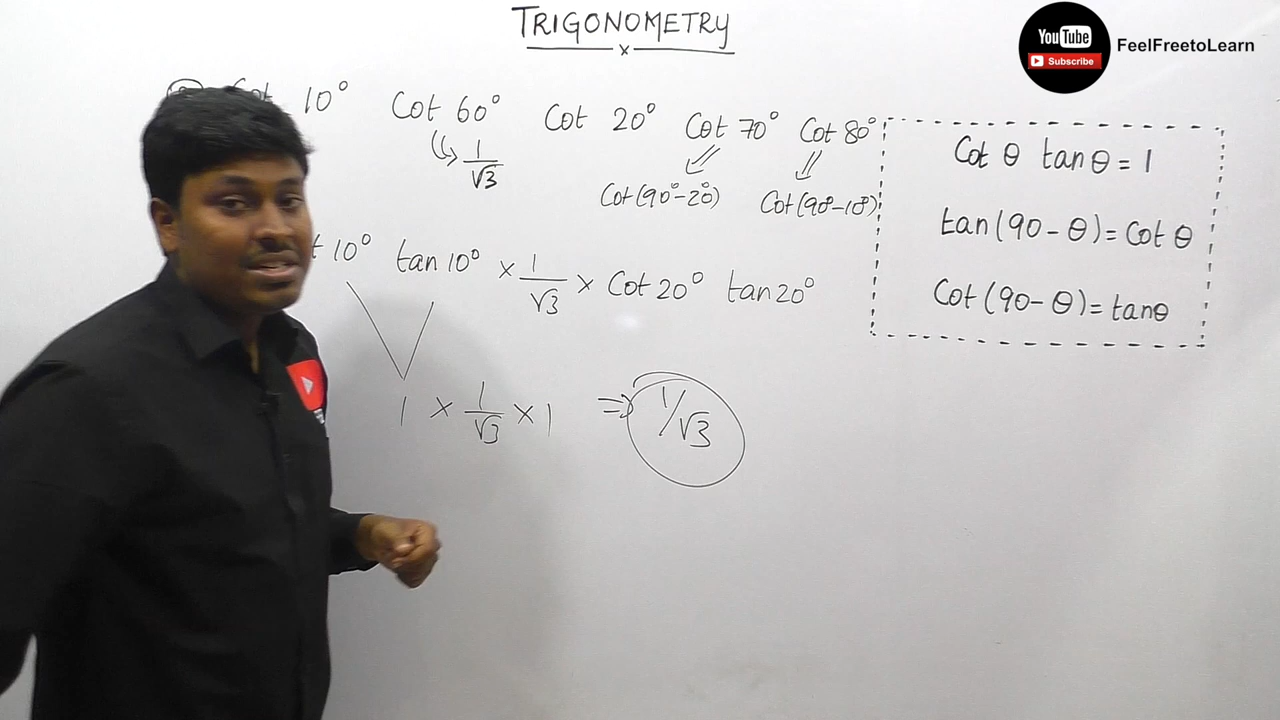 TRIGONOMETRY
x
YouTube
Subscribe
FeelFreetoLearn
10° Cot 60° Cot 20° Cot 70° Cot 80°
1/√3
Cot(90°-20°) Cot(90°-10°)
t 10° tan 10° × 1/√3 × Cot 20° tan 20°
1 × 1/√3 × 1 ⇒ 1/√3
Cot θ tan θ = 1
tan(90-θ) = Cot θ
Cot(90-θ) = tanθ